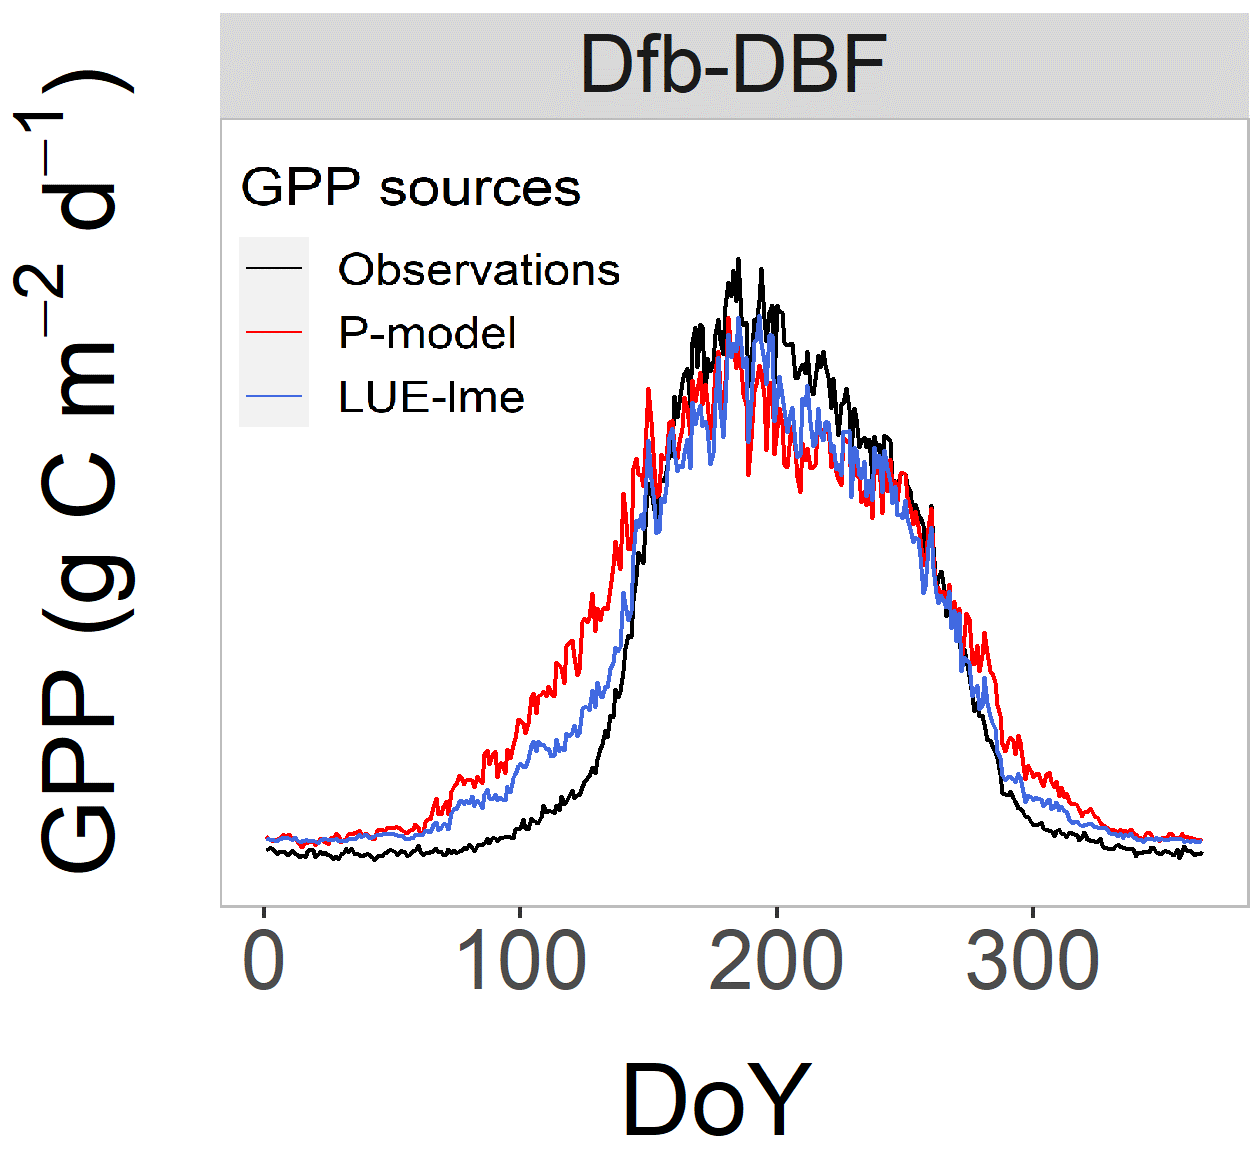 Dfb-DBF
GPP (g C m⁻² d⁻¹)
GPP sources
Observations
P-model
LUE-lme
0 100 200 300
DoY